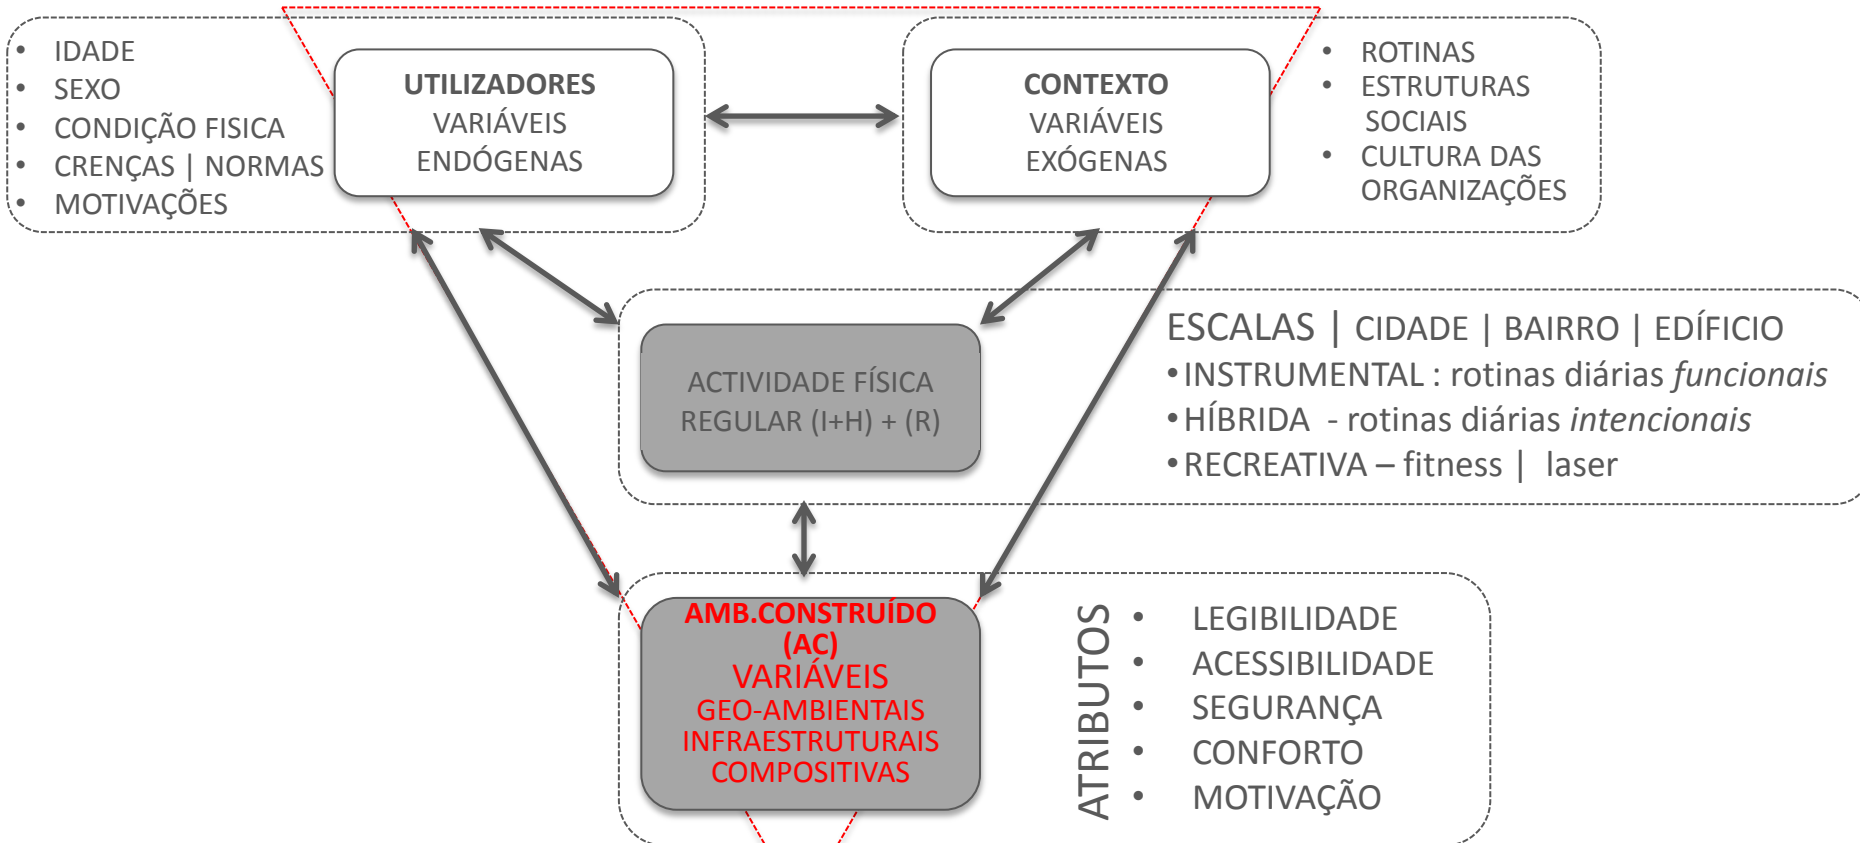 • IDADE
• SEXO
• CONDIÇÃO FISICA
• CRENÇAS | NORMAS
• MOTIVAÇÕES
UTILIZADORES
VARIÁVEIS
ENDÓGENAS
CONTEXTO
VARIÁVEIS
EXÓGENAS
• ROTINAS
• ESTRUTURAS
SOCIAIS
• CULTURA DAS
ORGANIZAÇÕES
ACTIVIDADE FÍSICA
REGULAR (I+H) + (R)
ESCALAS | CIDADE | BAIRRO | EDÍFICIO
•INSTRUMENTAL : rotinas diárias funcionais
•HÍBRIDA - rotinas diárias intencionais
•RECREATIVA – fitness | laser
AMB.CONSTRUÍDO
(AC)
VARIÁVEIS
GEO-AMBIENTAIS
INFRAESTRUTURAIS
COMPOSITIVAS
ATRIBUTOS
• LEGIBILIDADE
• ACESSIBILIDADE
• SEGURANÇA
• CONFORTO
• MOTIVAÇÃO